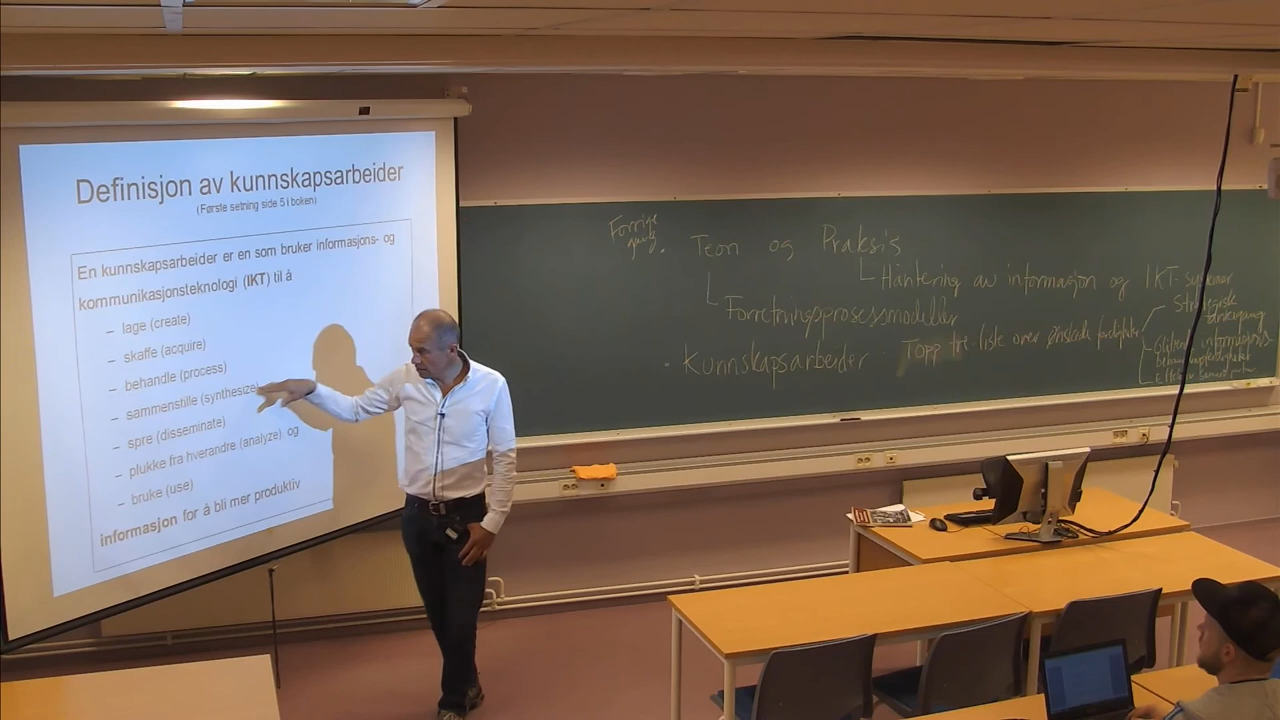 Definisjon av kunnskapsarbeider
(Første setning side 5 i boken)
En kunnskapsarbeider er en som bruker informasjons- og
kommunikasjonsteknologi (IKT) til å
– lage (create)
– skaffe (acquire)
– behandle (process)
– sammenstille (synthesize)
– spre (disseminate)
– plukke fra hverandre (analyze) og
– bruke (use)
informasjon for å bli mer produktiv
Forrige
gang.
Teori og Praksis
Håntering av informasjon og IKT-systemer
Forretningsprosessmodeller
· Kunnskapsarbeider
Topp tre-liste over ønskede
Strategisk
tankegang